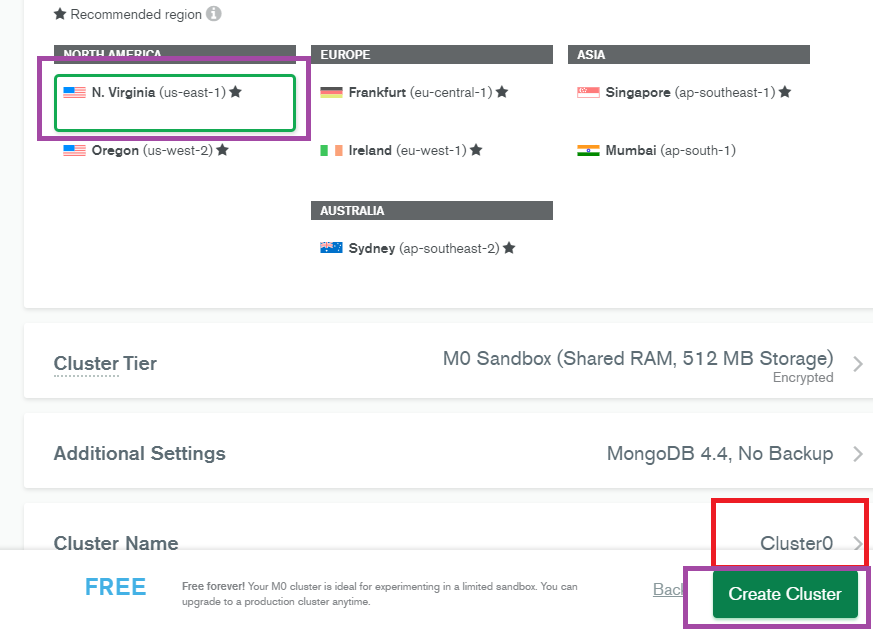 ★ Recommended region
NORTH AMERICA
N. Virginia (us-east-1) ★
Oregon (us-west-2) ★
EUROPE
Frankfurt (eu-central-1) ★
Ireland (eu-west-1) ★
ASIA
Singapore (ap-southeast-1) ★
Mumbai (ap-south-1)
AUSTRALIA
Sydney (ap-southeast-2) ★
Cluster Tier
M0 Sandbox (Shared RAM, 512 MB Storage)
Encrypted
Additional Settings
MongoDB 4.4, No Backup
Cluster Name
Cluster0
FREE
Free forever! Your M0 cluster is ideal for experimenting in a limited sandbox. You can
upgrade to a production cluster anytime.
Back
Create Cluster